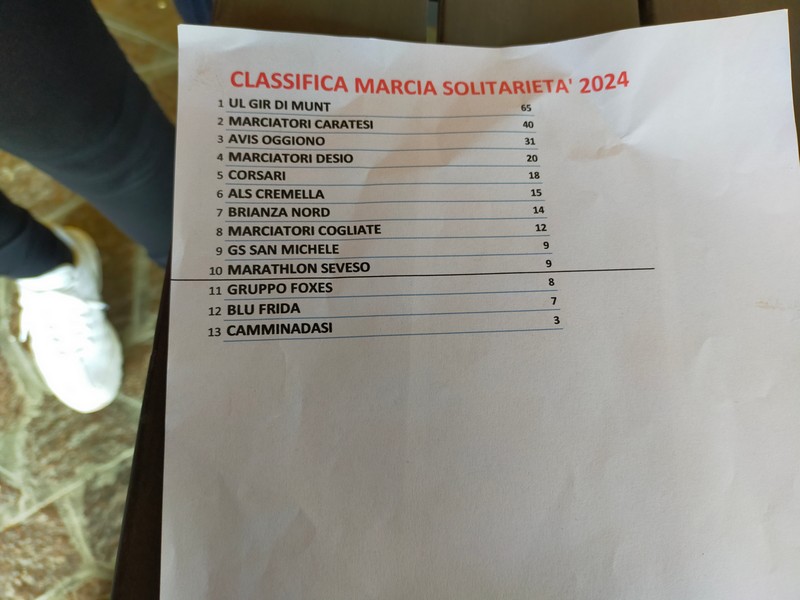 CLASSIFICA MARCIA SOLITARIETA' 2024
1 UL GIR DI MUNT 65
2 MARCIATORI CARATESI 40
3 AVIS OGGIONO 31
4 MARCIATORI DESIO 20
5 CORSARI 18
6 ALS CREMELLA 15
7 BRIANZA NORD 14
8 MARCIATORI COGLIATE 12
9 GS SAN MICHELE 9
10 MARATHLON SEVESO 9
11 GRUPPO FOXES 8
12 BLU FRIDA 7
13 CAMMINADASI 3